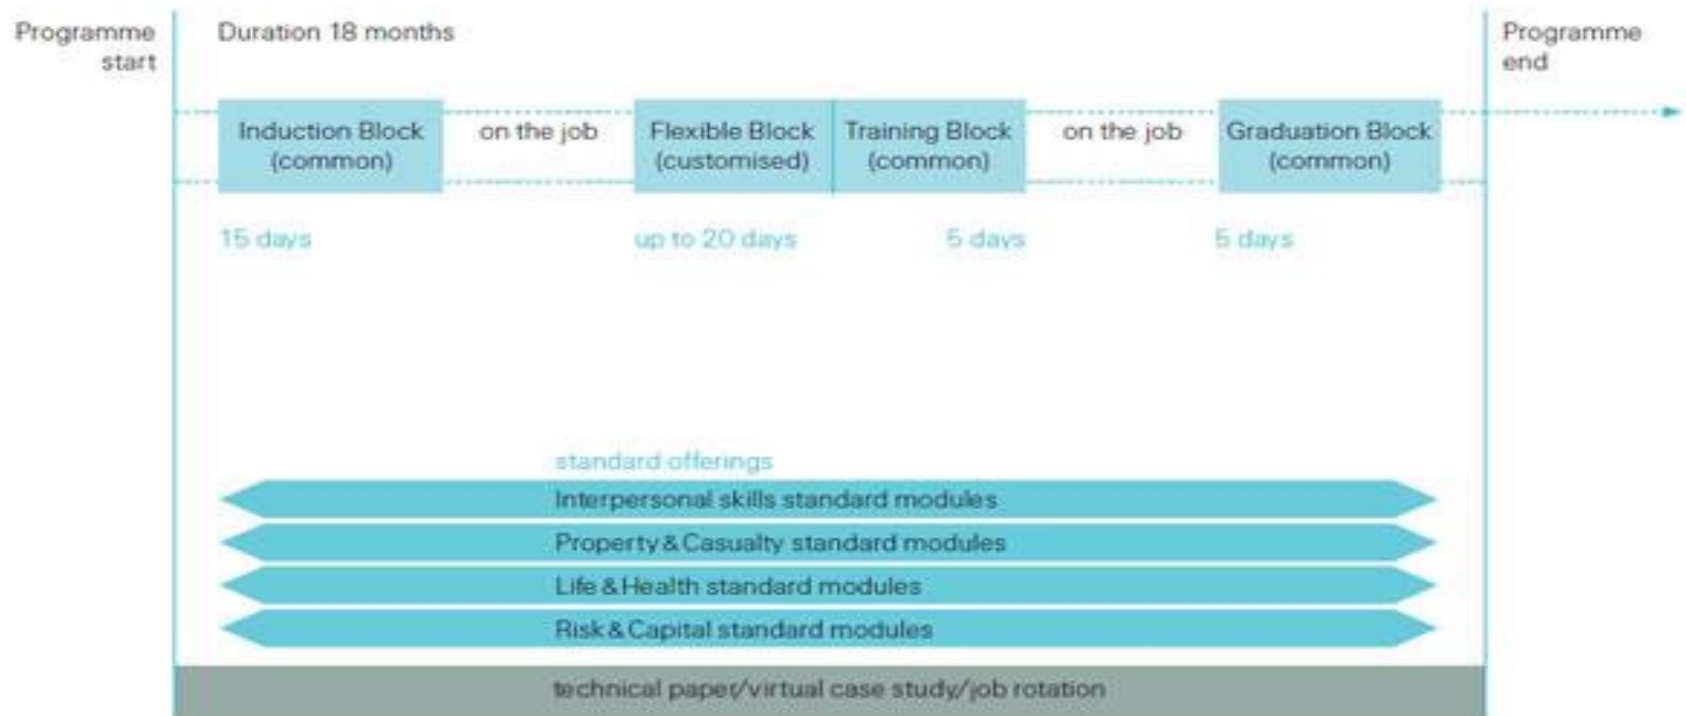 Programme
start
Duration 18 months
Programme
end
Induction Block
(common)
on the job
Flexible Block
(customised)
Training Block
(common)
on the job
Graduation Block
(common)
15 days
up to 20 days
5 days
5 days
standard offerings
Interpersonal skills standard modules
Property & Casualty standard modules
Life & Health standard modules
Risk & Capital standard modules
technical paper/virtual case study/job rotation